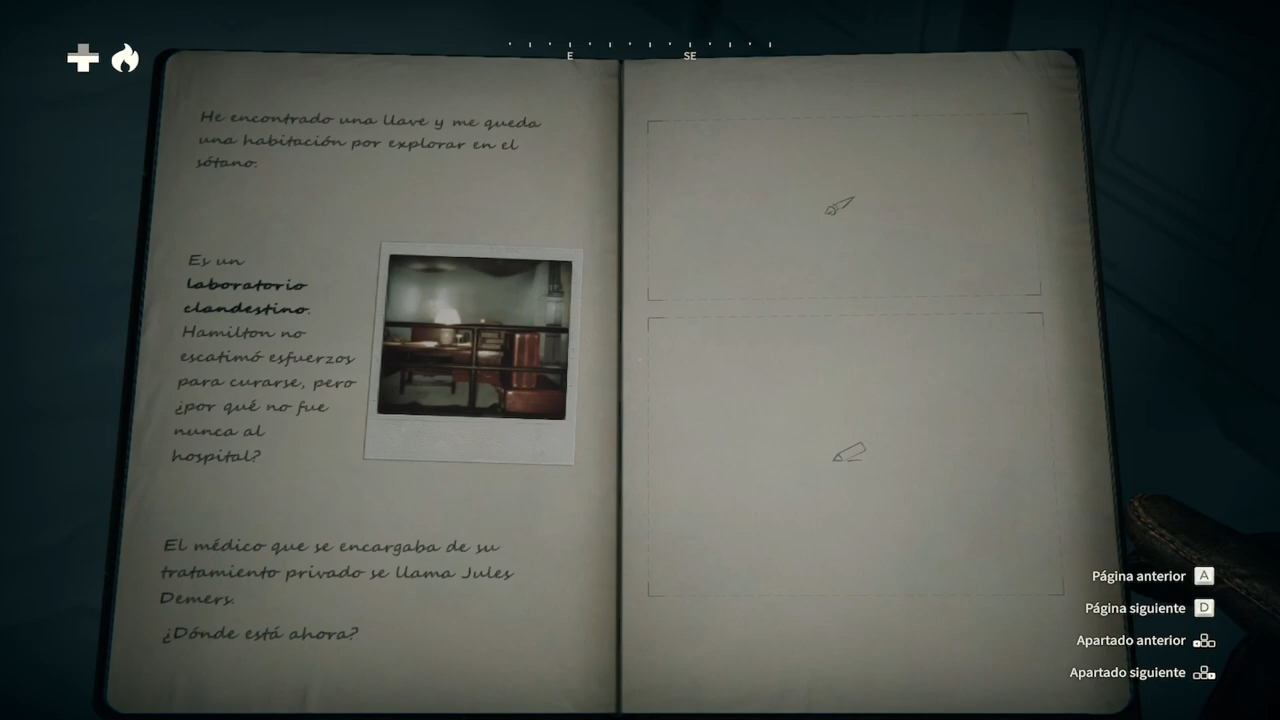 E
SE
He encontrado una llave y me queda
una habitación por explorar en el
sótano.
Es un
laboratorio
clandestino.
Hamilton no
escatimó esfuerzos
para curarse, pero
¿por qué no fue
nunca al
hospital?
El médico que se encargaba de su
tratamiento privado se llama Jules
Demers.
¿Dónde está ahora?
Página anterior A
Página siguiente D
Apartado anterior
Apartado siguiente